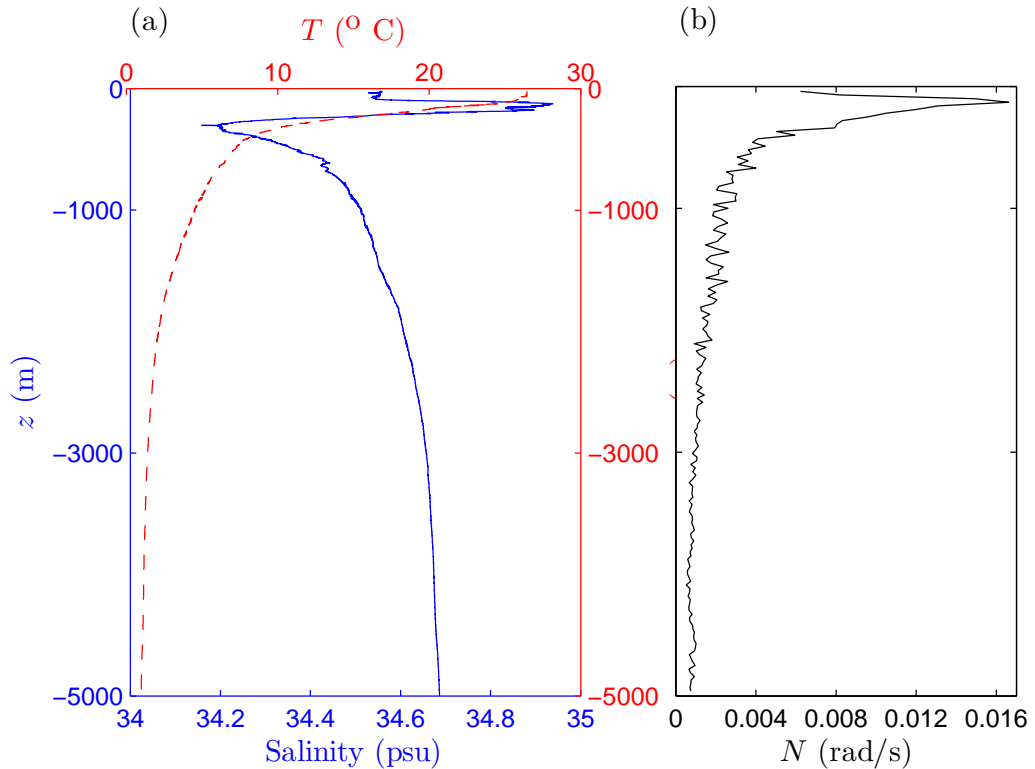 (a)
T (° C)
(b)
0 10 20 30
0 0
−1000 −1000
z (m)
−3000 −3000
−5000 −5000
34 34.2 34.4 34.6 34.8 35
0 0.004 0.008 0.012 0.016
Salinity (psu)
N (rad/s)